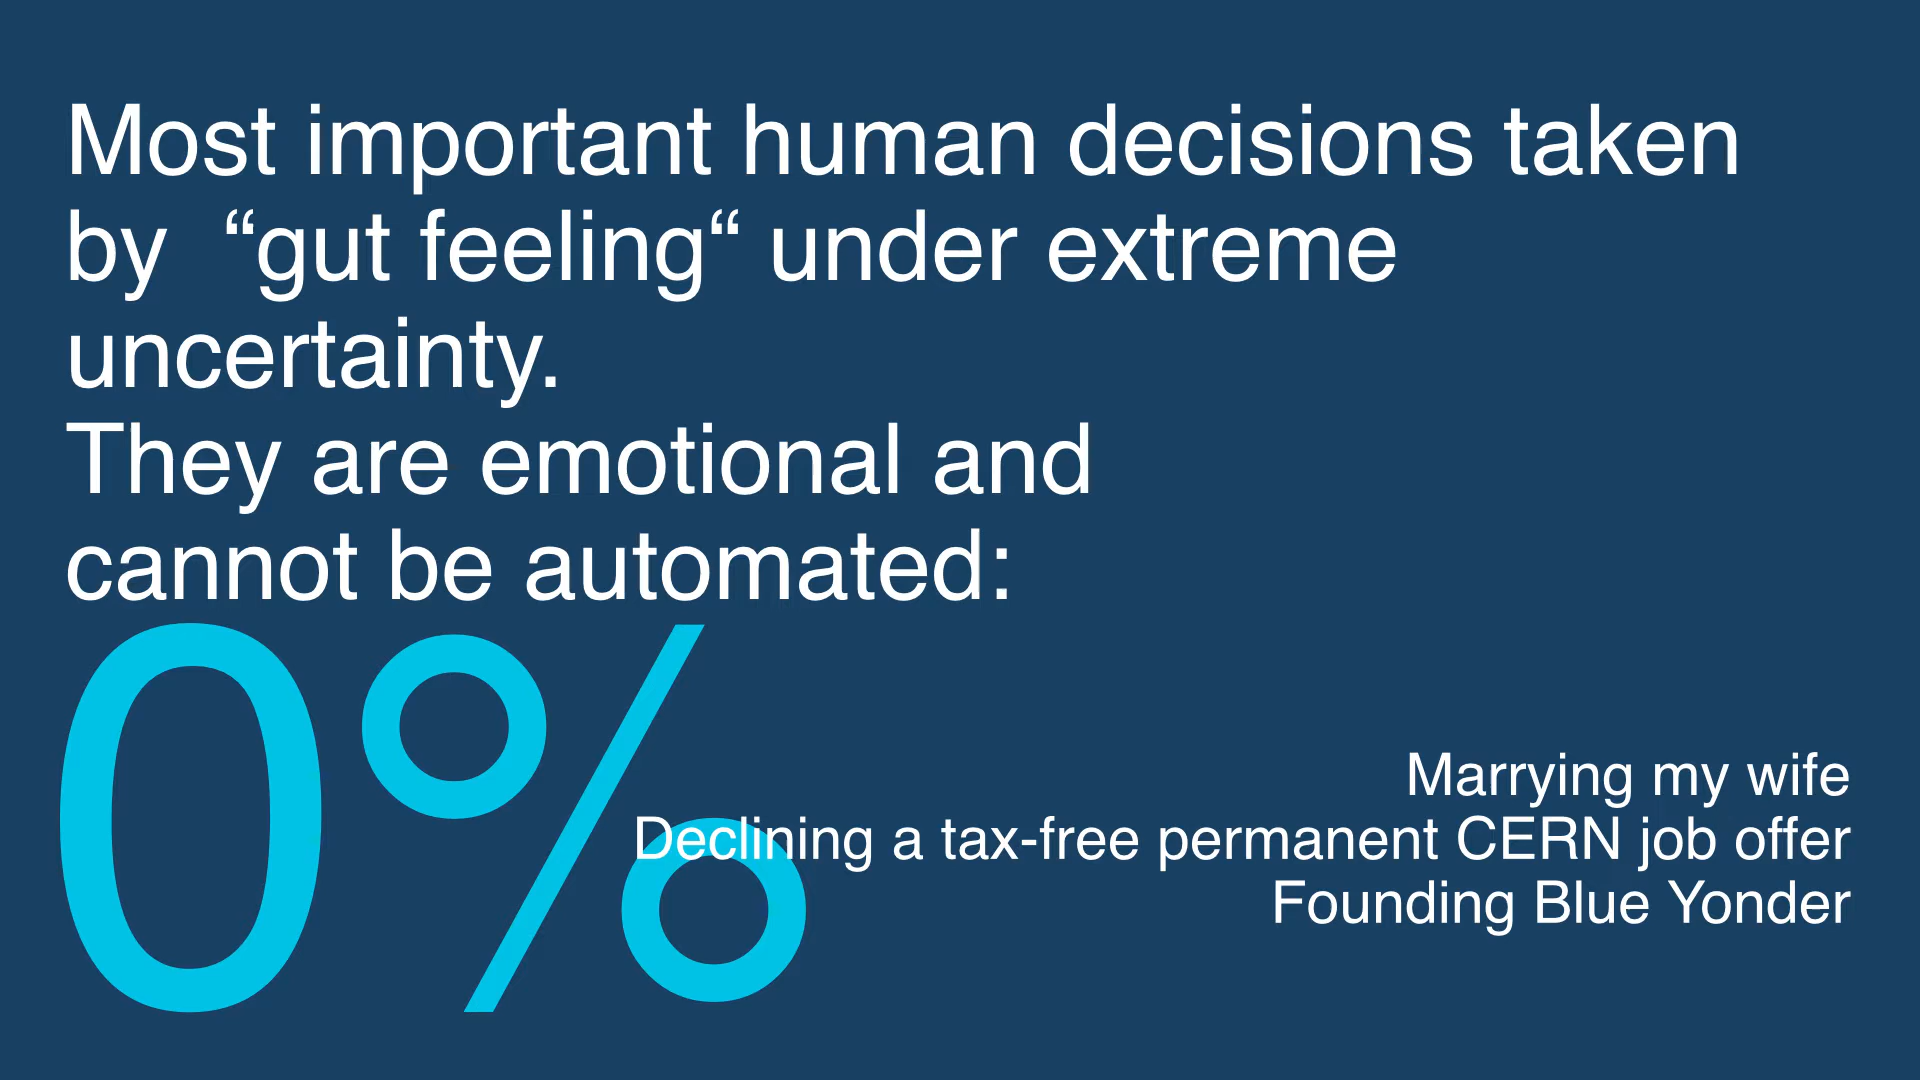 Most important human decisions taken
by  “gut feeling“ under extreme
uncertainty.
They are emotional and
cannot be automated:
0%
Marrying my wife
Declining a tax-free permanent CERN job offer
Founding Blue Yonder